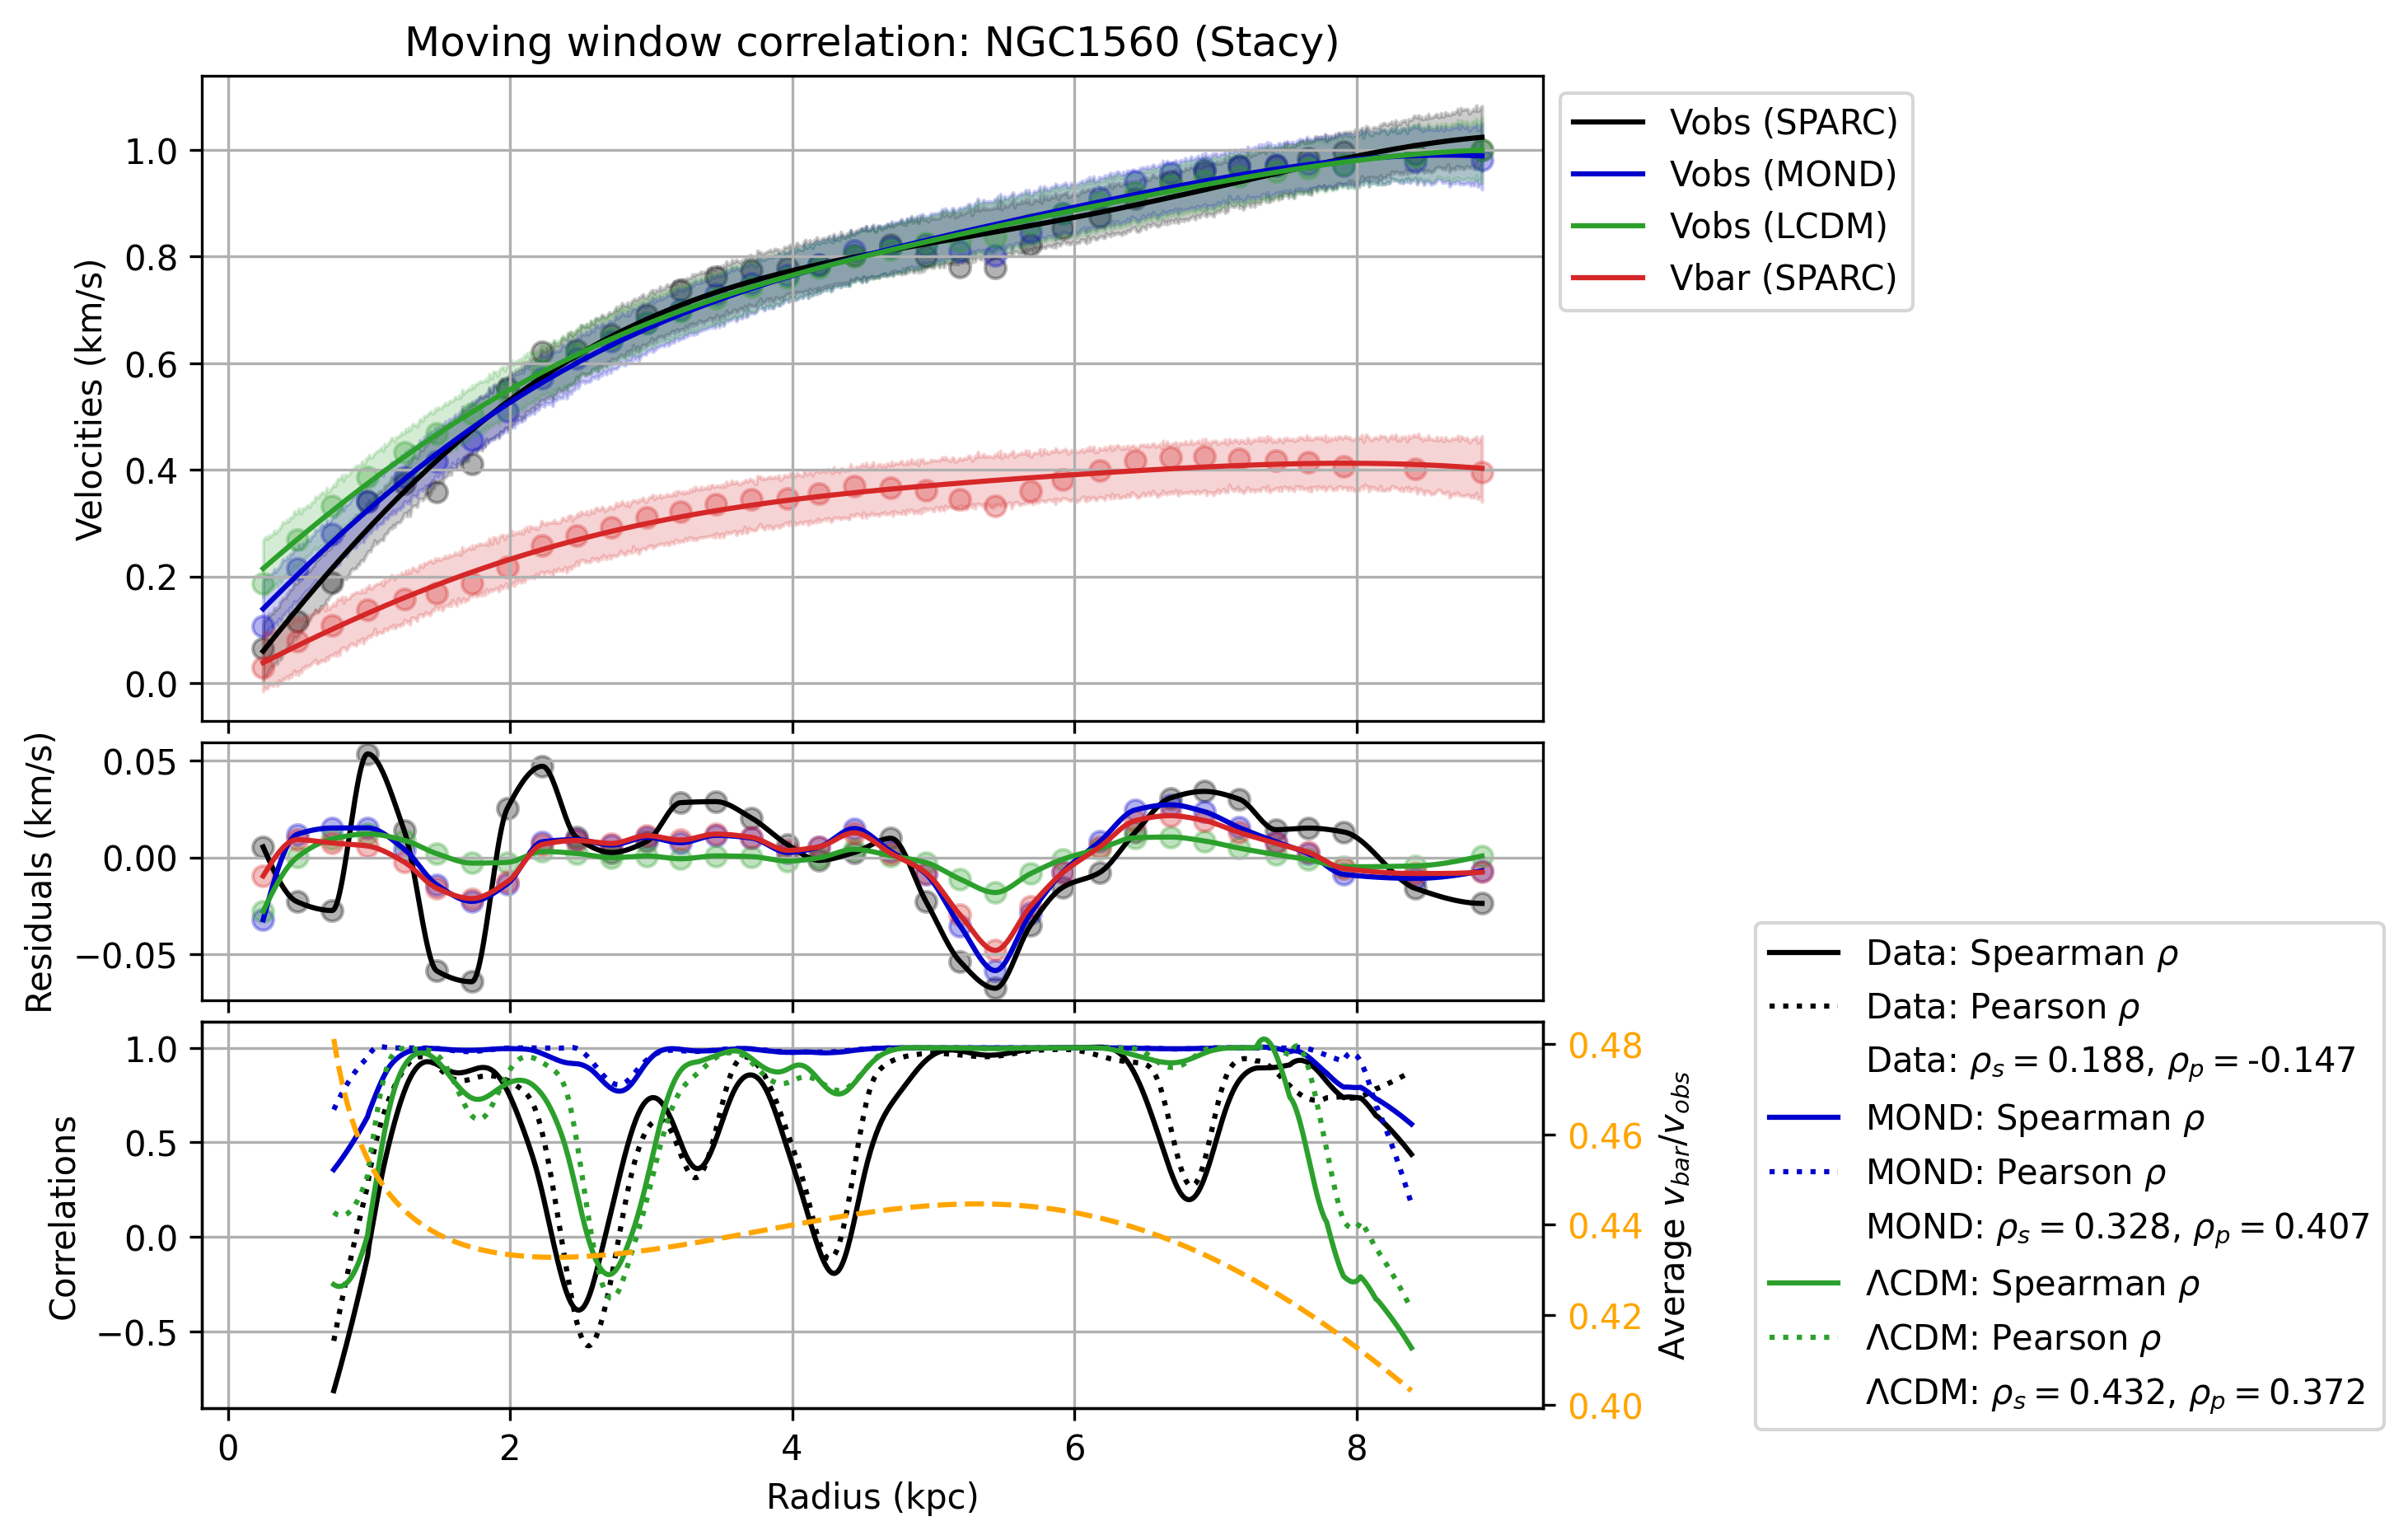 Moving window correlation: NGC1560 (Stacy)
Velocities (km/s)
1.0
0.8
0.6
0.4
0.2
0.0
Vobs (SPARC)
Vobs (MOND)
Vobs (LCDM)
Vbar (SPARC)
Residuals (km/s)
0.05
0.00
−0.05
Correlations
1.0
0.5
0.0
−0.5
0.48
0.46
0.44
0.42
0.40
Average v_bar/v_obs
0 2 4 6 8
Radius (kpc)
Data: Spearman ρ
Data: Pearson ρ
Data: ρ_s = 0.188, ρ_p = -0.147
MOND: Spearman ρ
MOND: Pearson ρ
MOND: ρ_s = 0.328, ρ_p = 0.407
ΛCDM: Spearman ρ
ΛCDM: Pearson ρ
ΛCDM: ρ_s = 0.432, ρ_p = 0.372